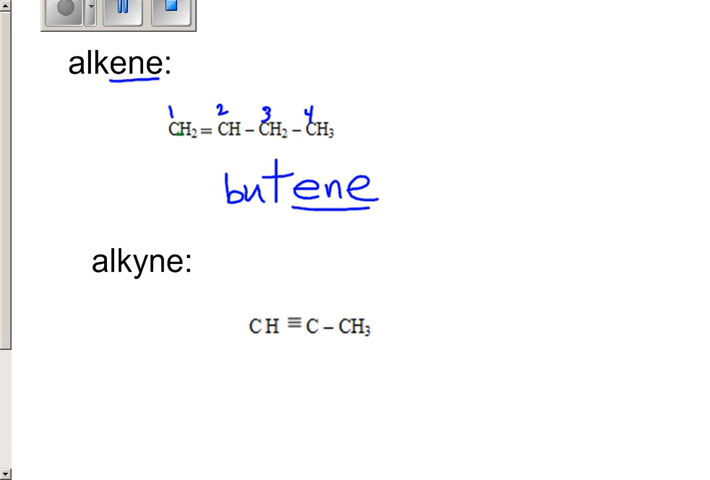 alkene:
1 2 3 4
CH₂ = CH – CH₂ – CH₃
butene
alkyne:
CH ≡ C – CH₃